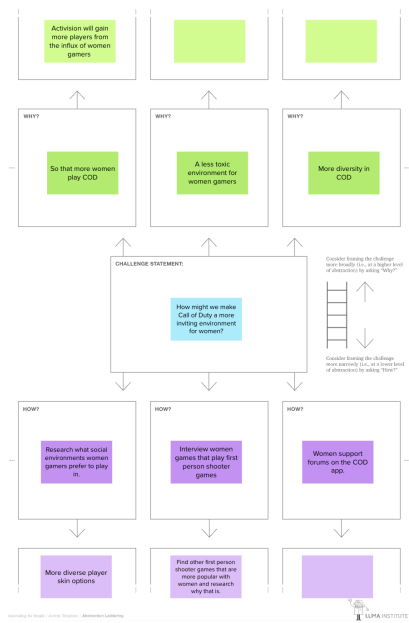 Activision will gain
more players from
the influx of women
gamers
WHY?
So that more women
play COD
WHY?
A less toxic
environment for
women gamers
WHY?
More diversity in
COD
CHALLENGE STATEMENT:
How might we make
Call of Duty a more
inviting environment
for women?
Consider framing the challenge
more broadly (i.e., at a higher level
of abstraction) by asking "Why?"
Consider framing the challenge
more narrowly (i.e., at a lower level
of abstraction) by asking "How?"
HOW?
Research what social
environments women
gamers prefer to play
in.
HOW?
Interview women
games that play first
person shooter
games
HOW?
Women support
forums on the COD
app.
More diverse player
skin options
Find other first person
shooter games that are
more popular with
women and research
why that is.
Abstraction Laddering
LUMA INSTITUTE